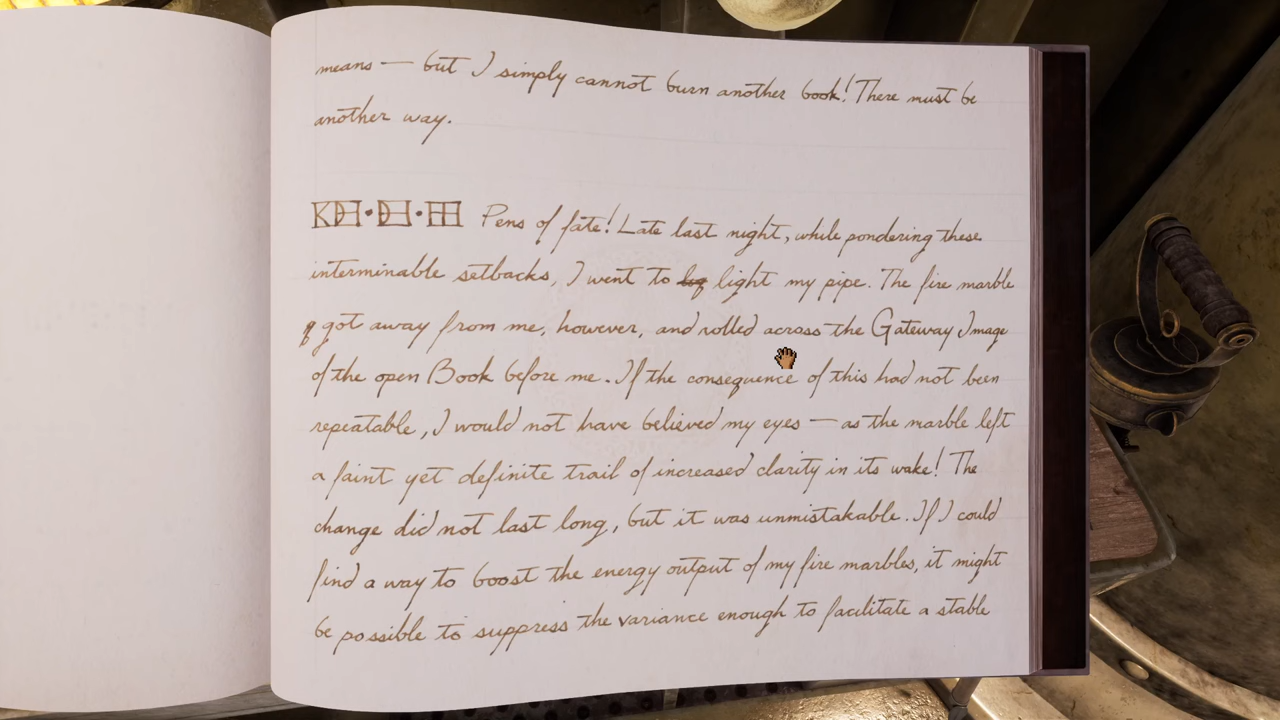 means — but I simply cannot burn another book! There must be
another way.
Pens of fate! Late last night, while pondering these
interminable setbacks, I went to light my pipe. The fire marble
got away from me, however, and rolled across the Gateway Image
of the open Book before me. If the consequence of this had not been
repeatable, I would not have believed my eyes — as the marble left
a faint yet definite trail of increased clarity in its wake! The
change did not last long, but it was unmistakable. If I could
find a way to boost the energy output of my fire marbles, it might
be possible to suppress the variance enough to facilitate a stable